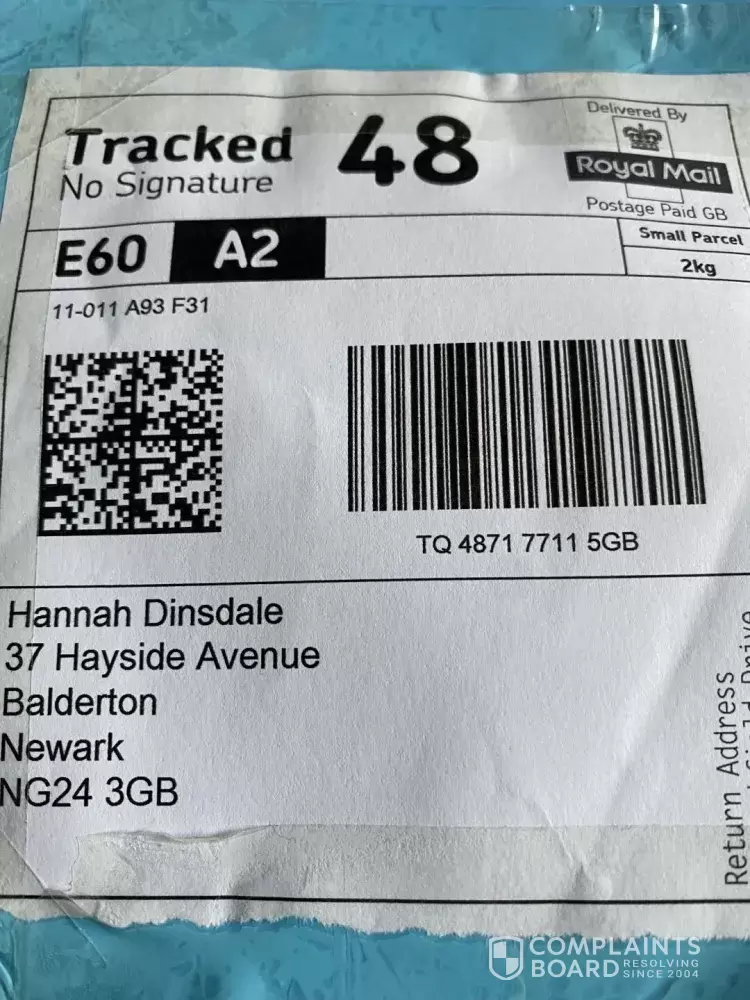 Tracked 48
No Signature
Delivered By
Royal Mail
Postage Paid GB
E60 A2
Small Parcel
2kg
11-011 A93 F31
TQ 4871 7711 5GB
Hannah Dinsdale
37 Hayside Avenue
Balderton
Newark
NG24 3GB
Return Address
COMPLAINTS
BOARD RESOLVING
SINCE 2004